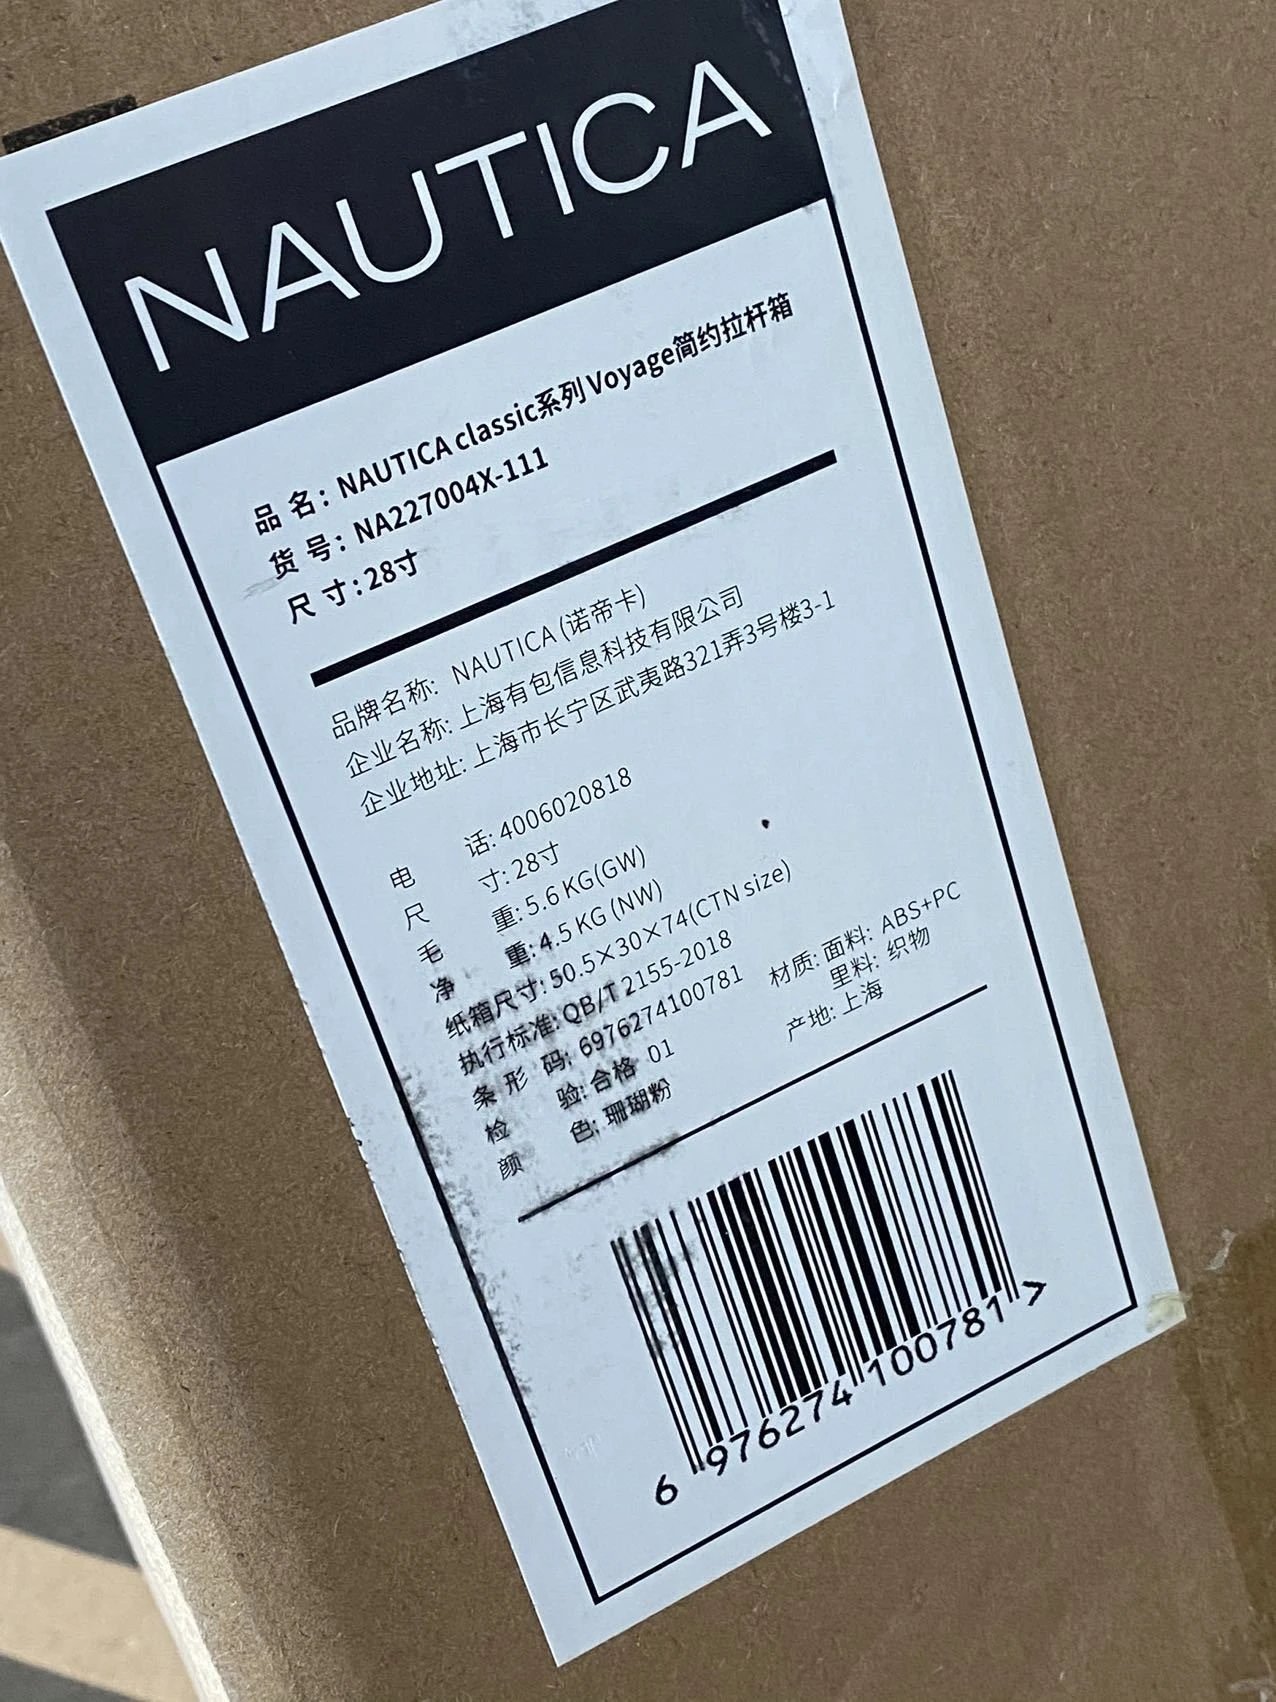 NAUTICA
品 名：NAUTICA classic系列 Voyage简约拉杆箱
货 号：NA227004X-111
尺 寸：28寸
品牌名称: NAUTICA (诺帝卡)
企业名称: 上海有包信息科技有限公司
企业地址: 上海市长宁区武夷路321弄3号楼3-1
电 话: 4006020818
尺 寸: 28寸
毛 重: 5.6 KG(GW)
净 重: 4.5 KG (NW)
纸箱尺寸: 50.5×30×74(CTN size)
执行标准: QB/T 2155-2018
条 形 码: 6976274100781
检 验: 合格 01
颜 色: 珊瑚粉
材质: 面料: ABS+PC
里料: 织物
产地: 上海
6 976274 100781 >